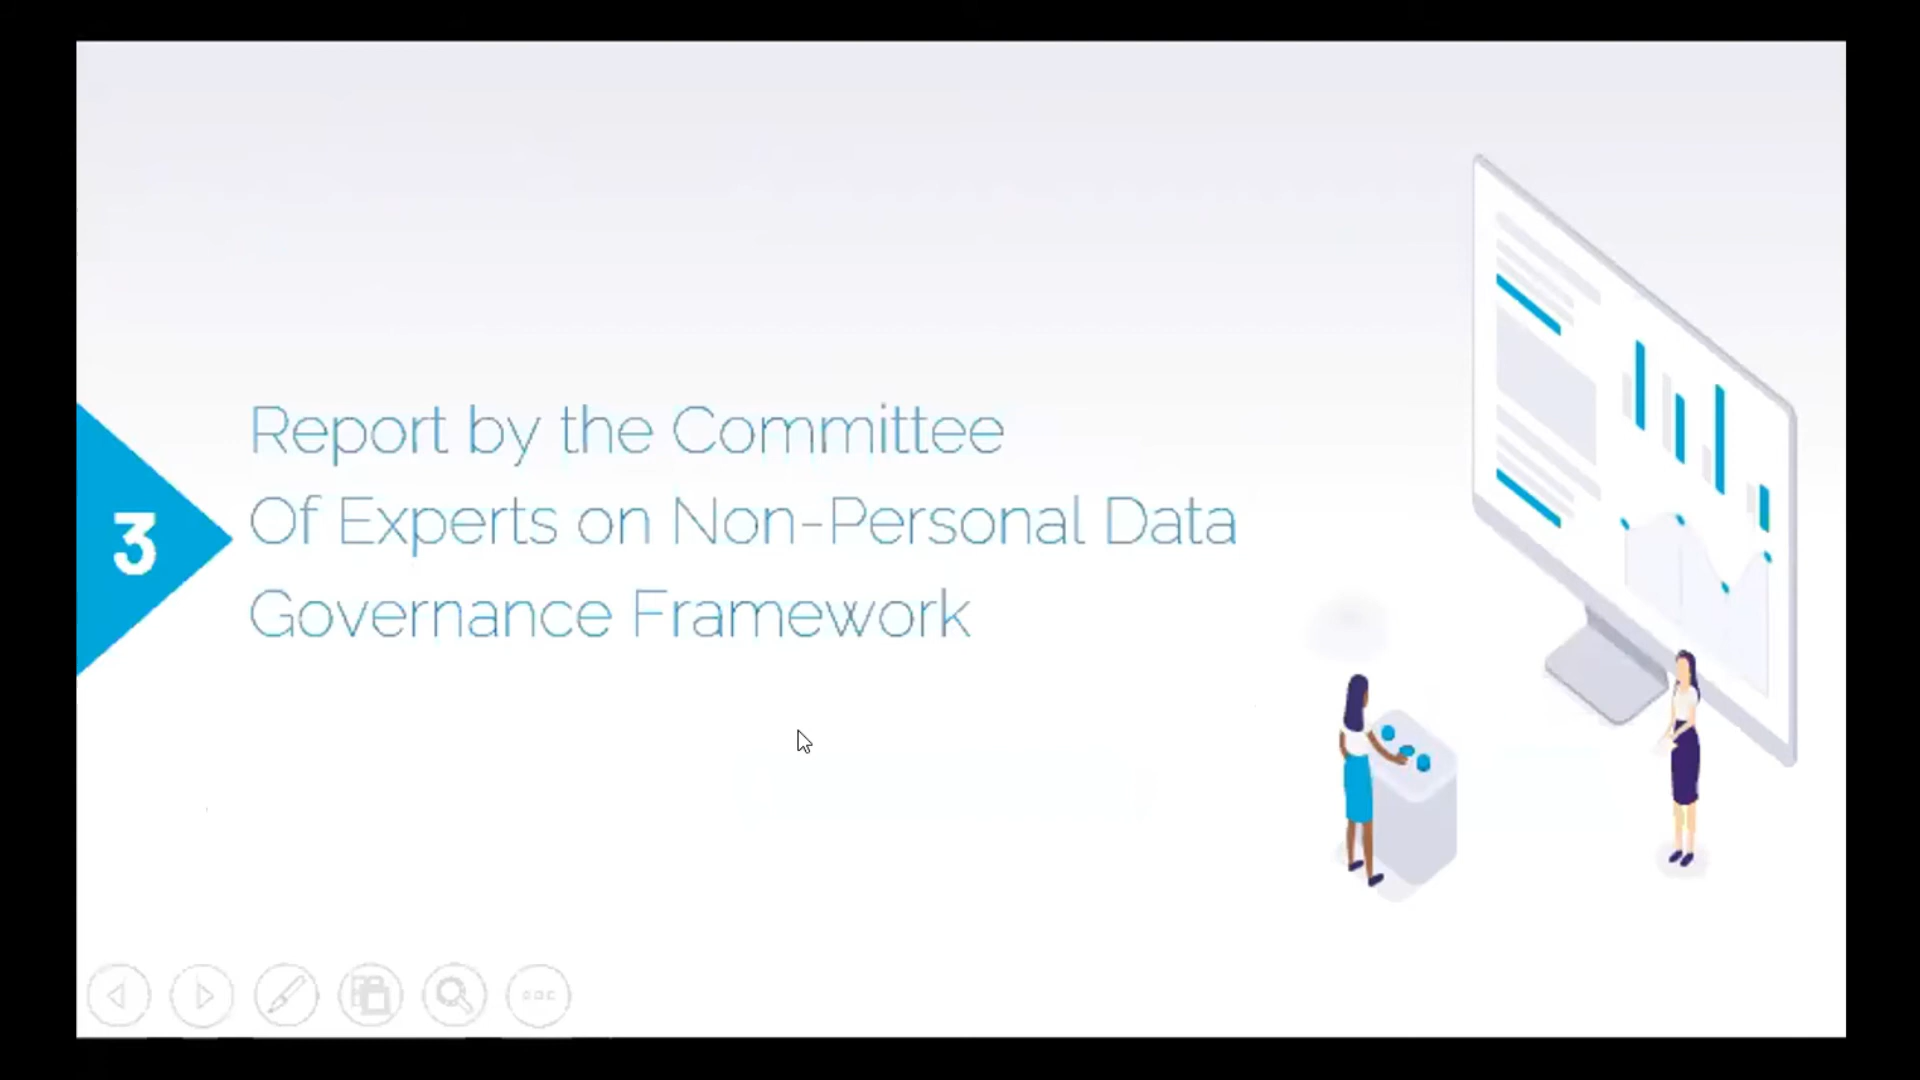 Report by the Committee
Of Experts on Non-Personal Data
3
Governance Framework